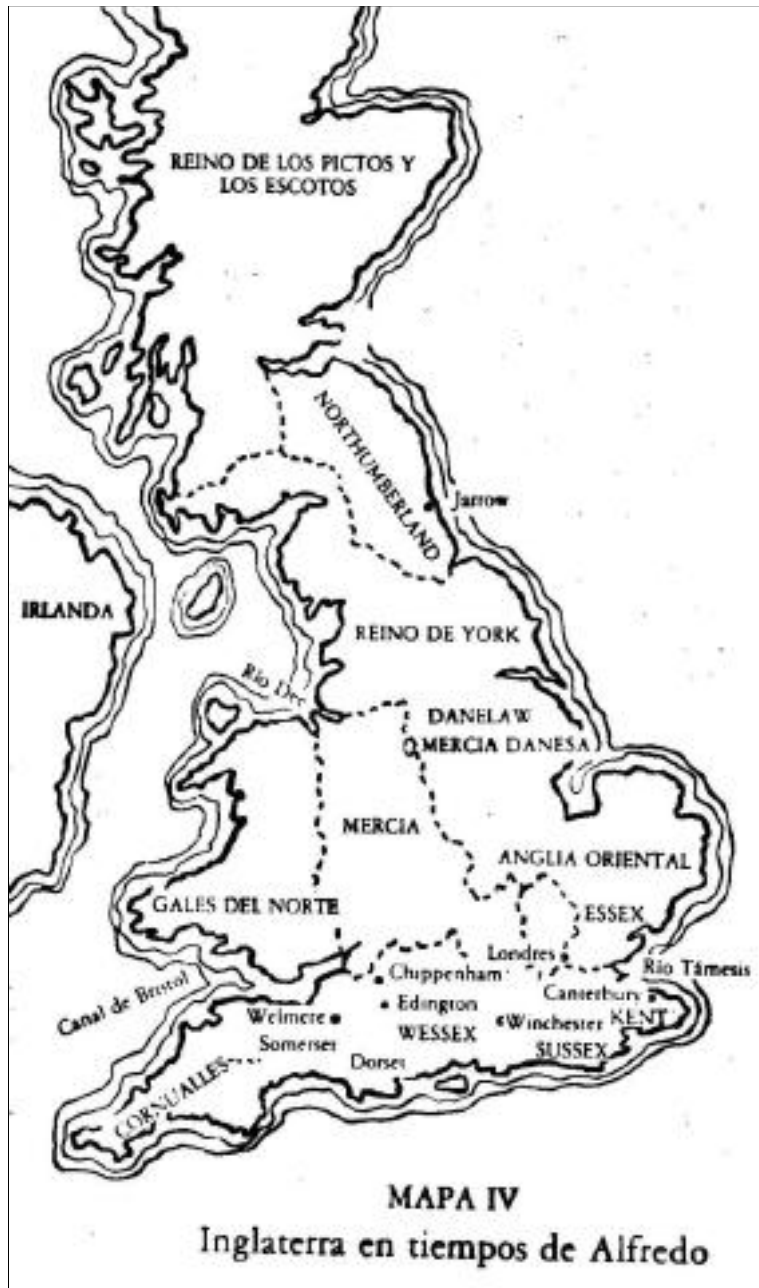 REINO DE LOS PICTOS Y
LOS ESCOTOS
NORTHUMBERLAND
Jarrow
IRLANDA
REINO DE YORK
Río Dee
DANELAW
MERCIA DANESA
MERCIA
ANGLIA ORIENTAL
GALES DEL NORTE
ESSEX
Londres
Río Támesis
Chippenham
Canal de Bristol
Canterbury
Edington
Welmere
Winchester
KENT
WESSEX
Somerset
SUSSEX
Dorset
CORNUALLES
MAPA IV
Inglaterra en tiempos de Alfredo